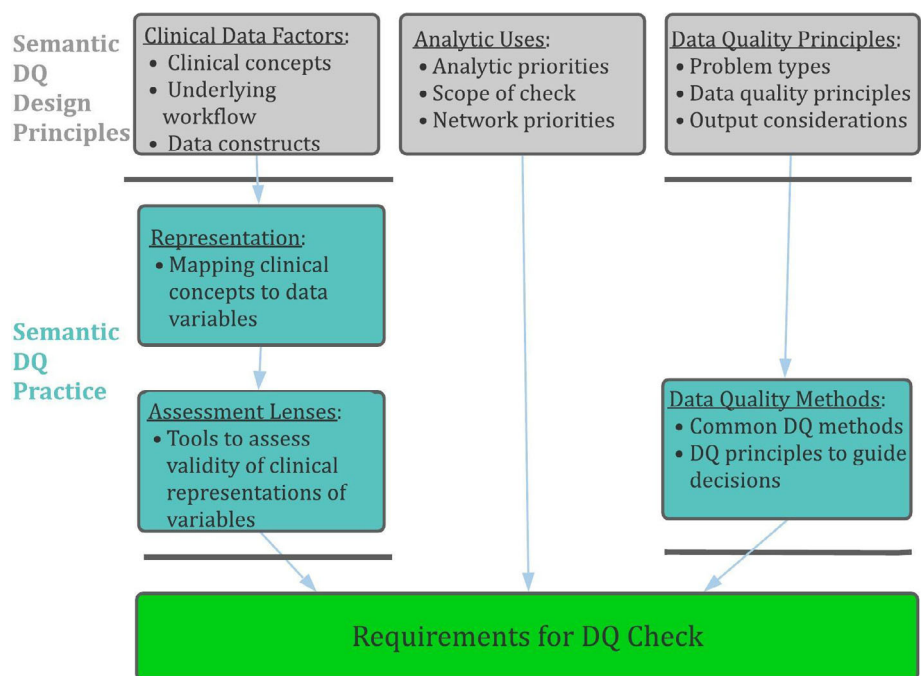 Semantic
DQ
Design
Principles
Clinical Data Factors:
• Clinical concepts
• Underlying
workflow
• Data constructs
Analytic Uses:
• Analytic priorities
• Scope of check
• Network priorities
Data Quality Principles:
• Problem types
• Data quality principles
• Output considerations
Semantic
DQ
Practice
Representation:
• Mapping clinical
concepts to data
variables
Assessment Lenses:
• Tools to assess
validity of clinical
representations of
variables
Data Quality Methods:
• Common DQ methods
• DQ principles to guide
decisions
Requirements for DQ Check